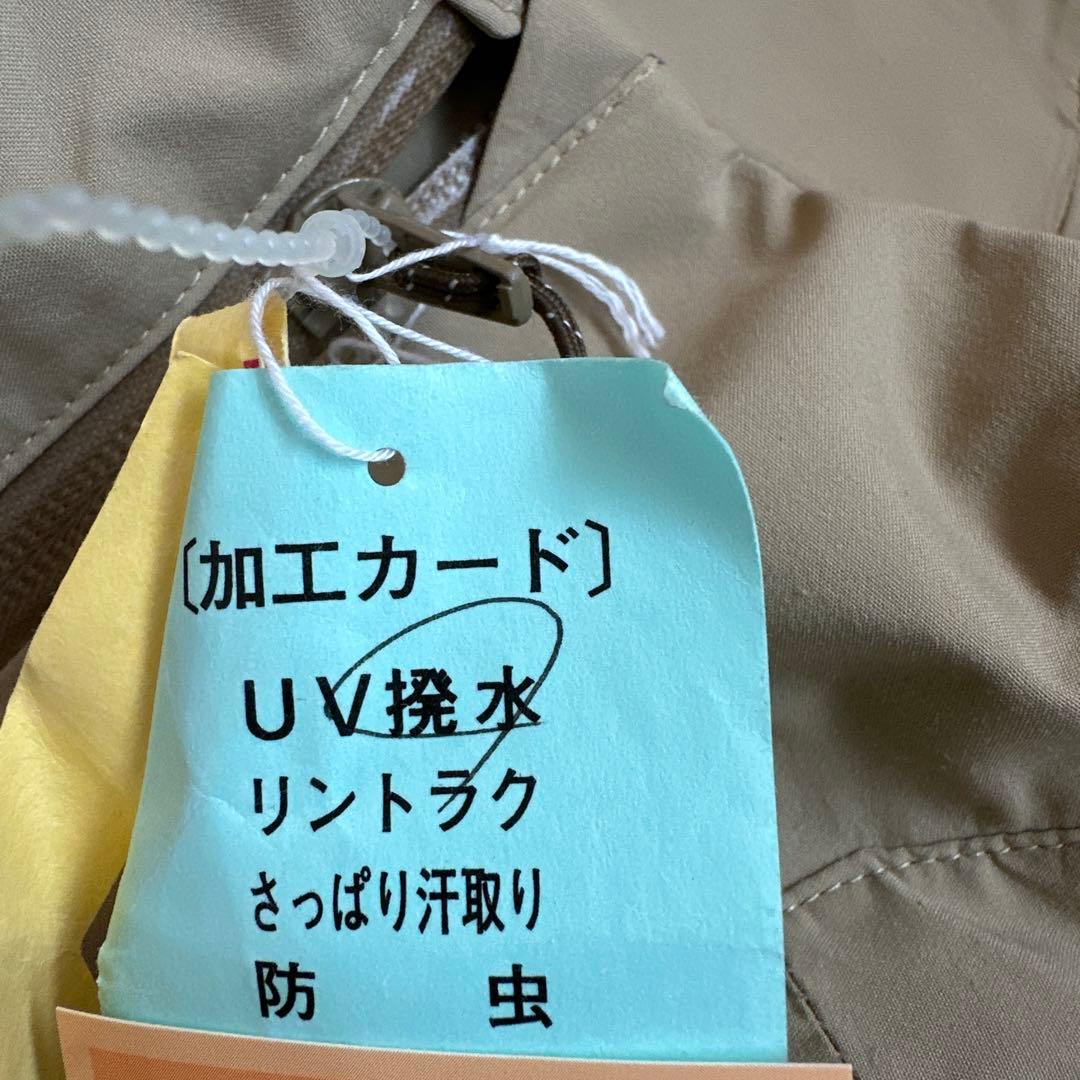 〔加工カード〕
UV撥水
リントラク
さっぱり汗取り
防虫